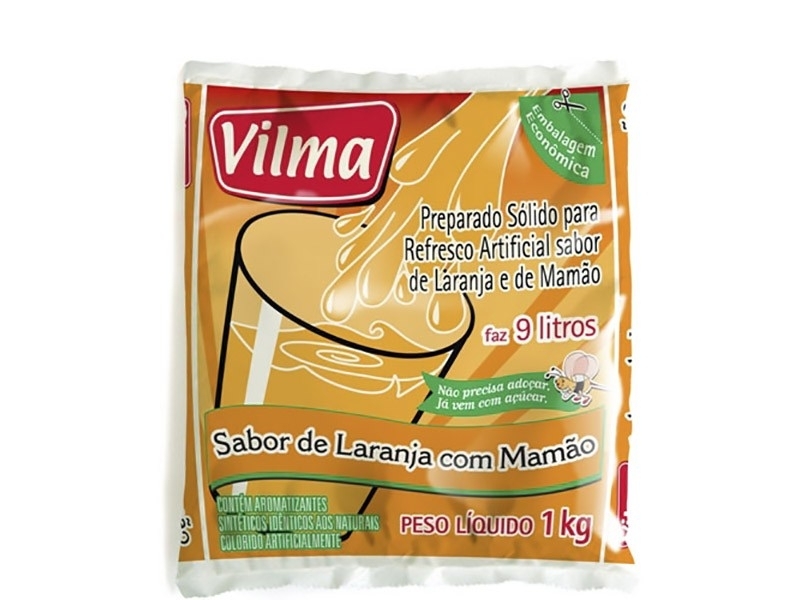 Vilma
Embalagem
Econômica
Preparado Sólido para
Refresco Artificial sabor
de Laranja e de Mamão
faz 9 litros
Não precisa adoçar.
Já vem com açúcar.
Sabor de Laranja com Mamão
CONTÉM AROMATIZANTES
SINTÉTICOS IDÊNTICOS AOS NATURAIS
COLORIDO ARTIFICIALMENTE
PESO LÍQUIDO 1 kg